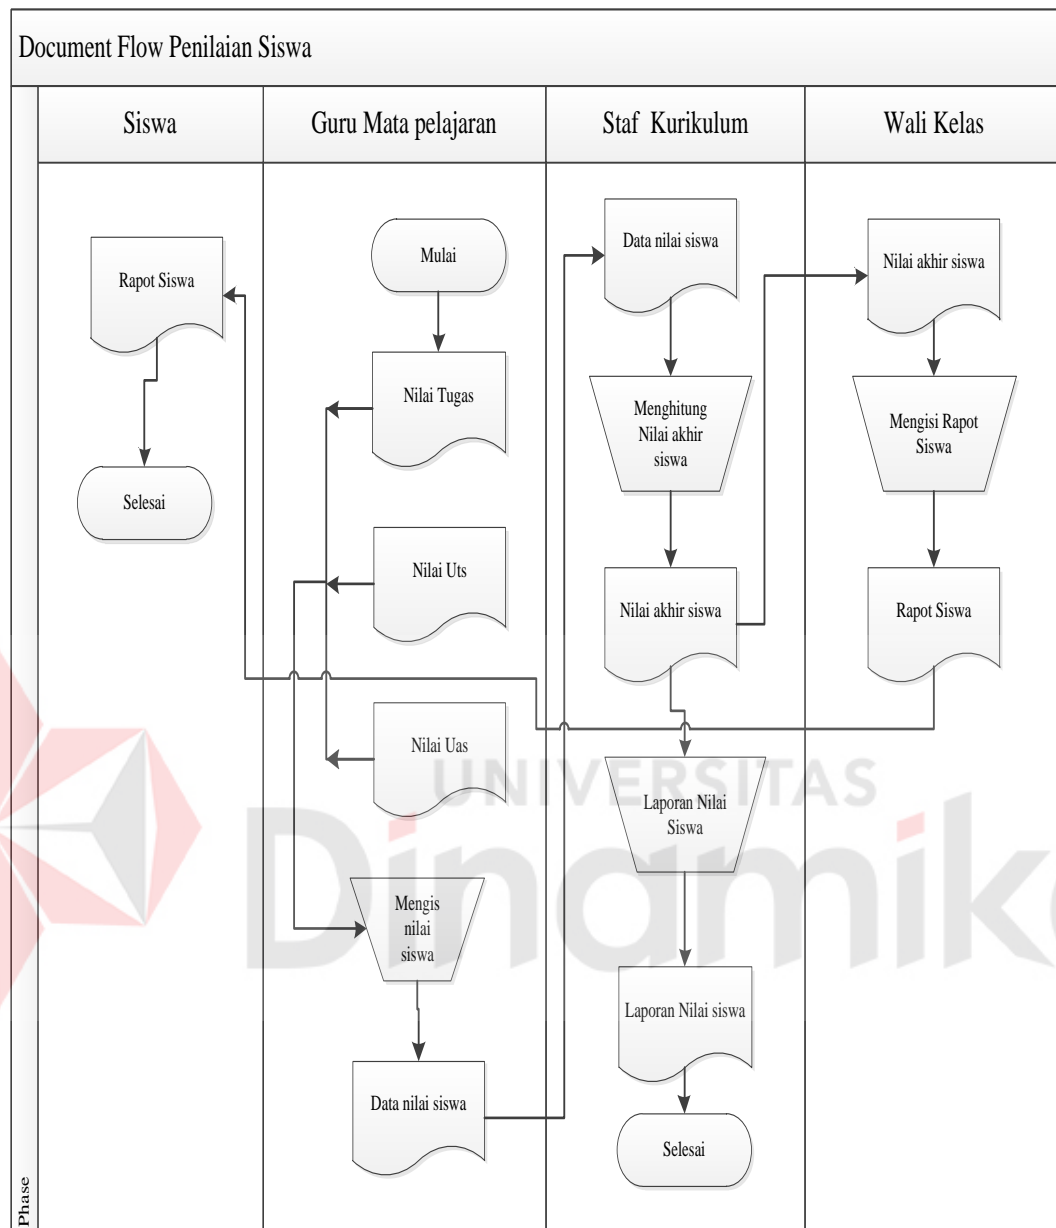 Document Flow Penilaian Siswa
Siswa
Guru Mata pelajaran
Staf Kurikulum
Wali Kelas
Rapot Siswa
Selesai
Mulai
Nilai Tugas
Nilai Uts
Nilai Uas
Mengis
nilai
siswa
Data nilai siswa
Data nilai siswa
Menghitung
Nilai akhir
siswa
Nilai akhir siswa
Laporan Nilai
Siswa
Laporan Nilai siswa
Selesai
Nilai akhir siswa
Mengisi Rapot
Siswa
Rapot Siswa
Phase
UNIVERSITAS
Dinamika